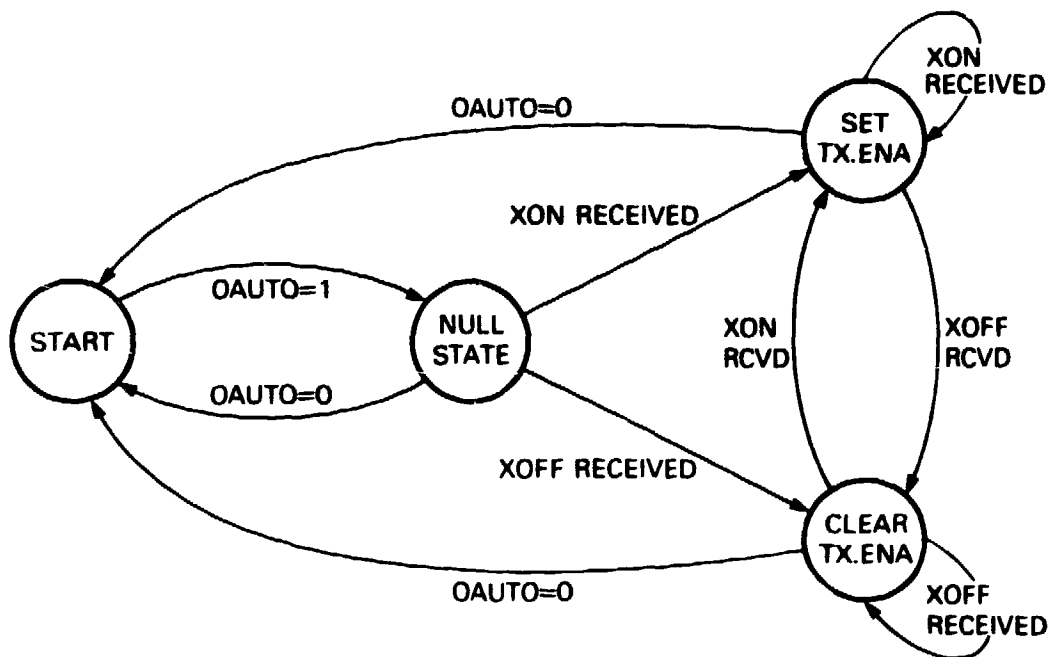 XON
RECEIVED
OAUTO=0
SET
TX.ENA
XON RECEIVED
OAUTO=1
START
NULL
STATE
XON
RCVD
XOFF
RCVD
OAUTO=0
XOFF RECEIVED
CLEAR
TX.ENA
OAUTO=0
XOFF
RECEIVED